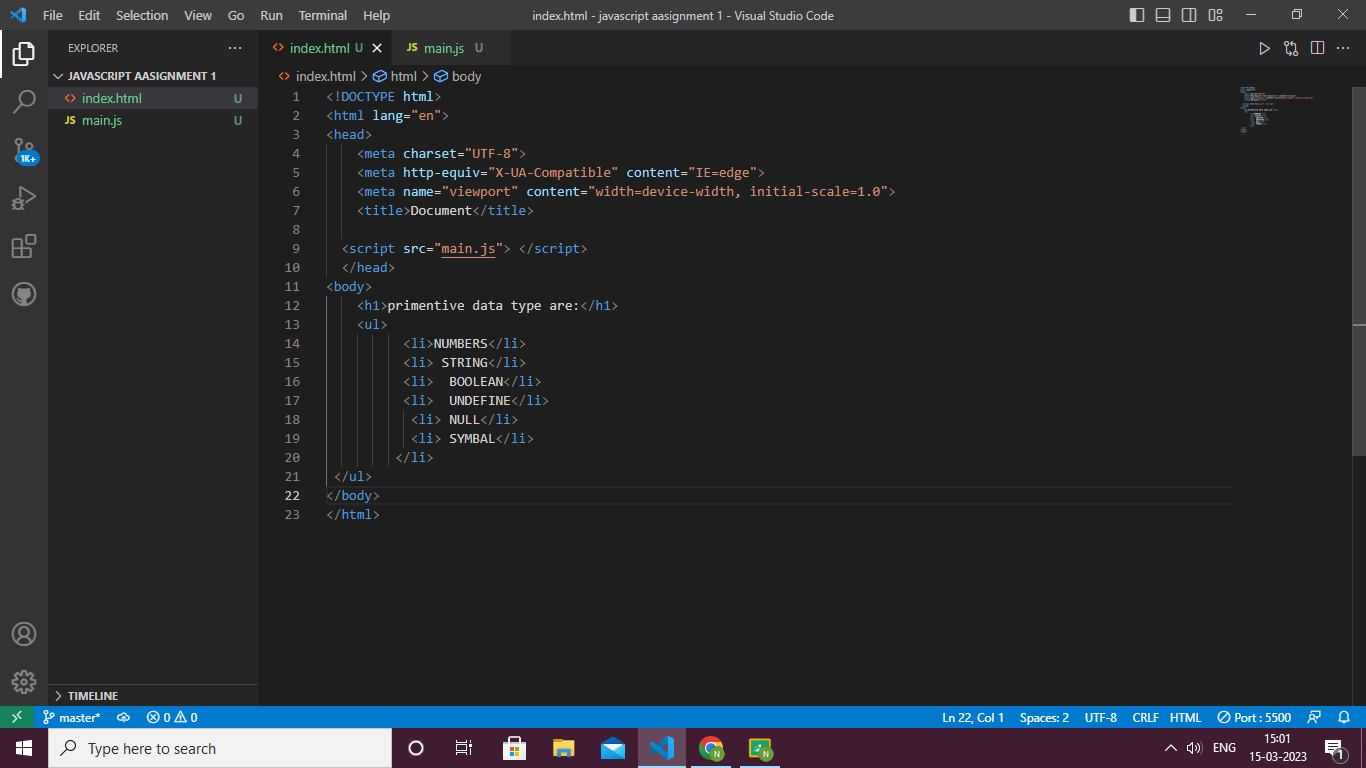 File Edit Selection View Go Run Terminal Help index.html - javascript aasignment 1 - Visual Studio Code
EXPLORER
JAVASCRIPT AASIGNMENT 1
index.html U
JS main.js U
index.html U JS main.js U
index.html > html > body
1 <!DOCTYPE html>
2 <html lang="en">
3 <head>
4 <meta charset="UTF-8">
5 <meta http-equiv="X-UA-Compatible" content="IE=edge">
6 <meta name="viewport" content="width=device-width, initial-scale=1.0">
7 <title>Document</title>
8
9 <script src="main.js"> </script>
10 </head>
11 <body>
12 <h1>primentive data type are:</h1>
13 <ul>
14 <li>NUMBERS</li>
15 <li> STRING</li>
16 <li>  BOOLEAN</li>
17 <li>  UNDEFINE</li>
18 <li> NULL</li>
19 <li> SYMBAL</li>
20 </li>
21 </ul>
22 </body>
23 </html>
1K+
TIMELINE
master* 0 0 Ln 22, Col 1 Spaces: 2 UTF-8 CRLF HTML Port : 5500
Type here to search N N ENG 15:01
15-03-2023 1